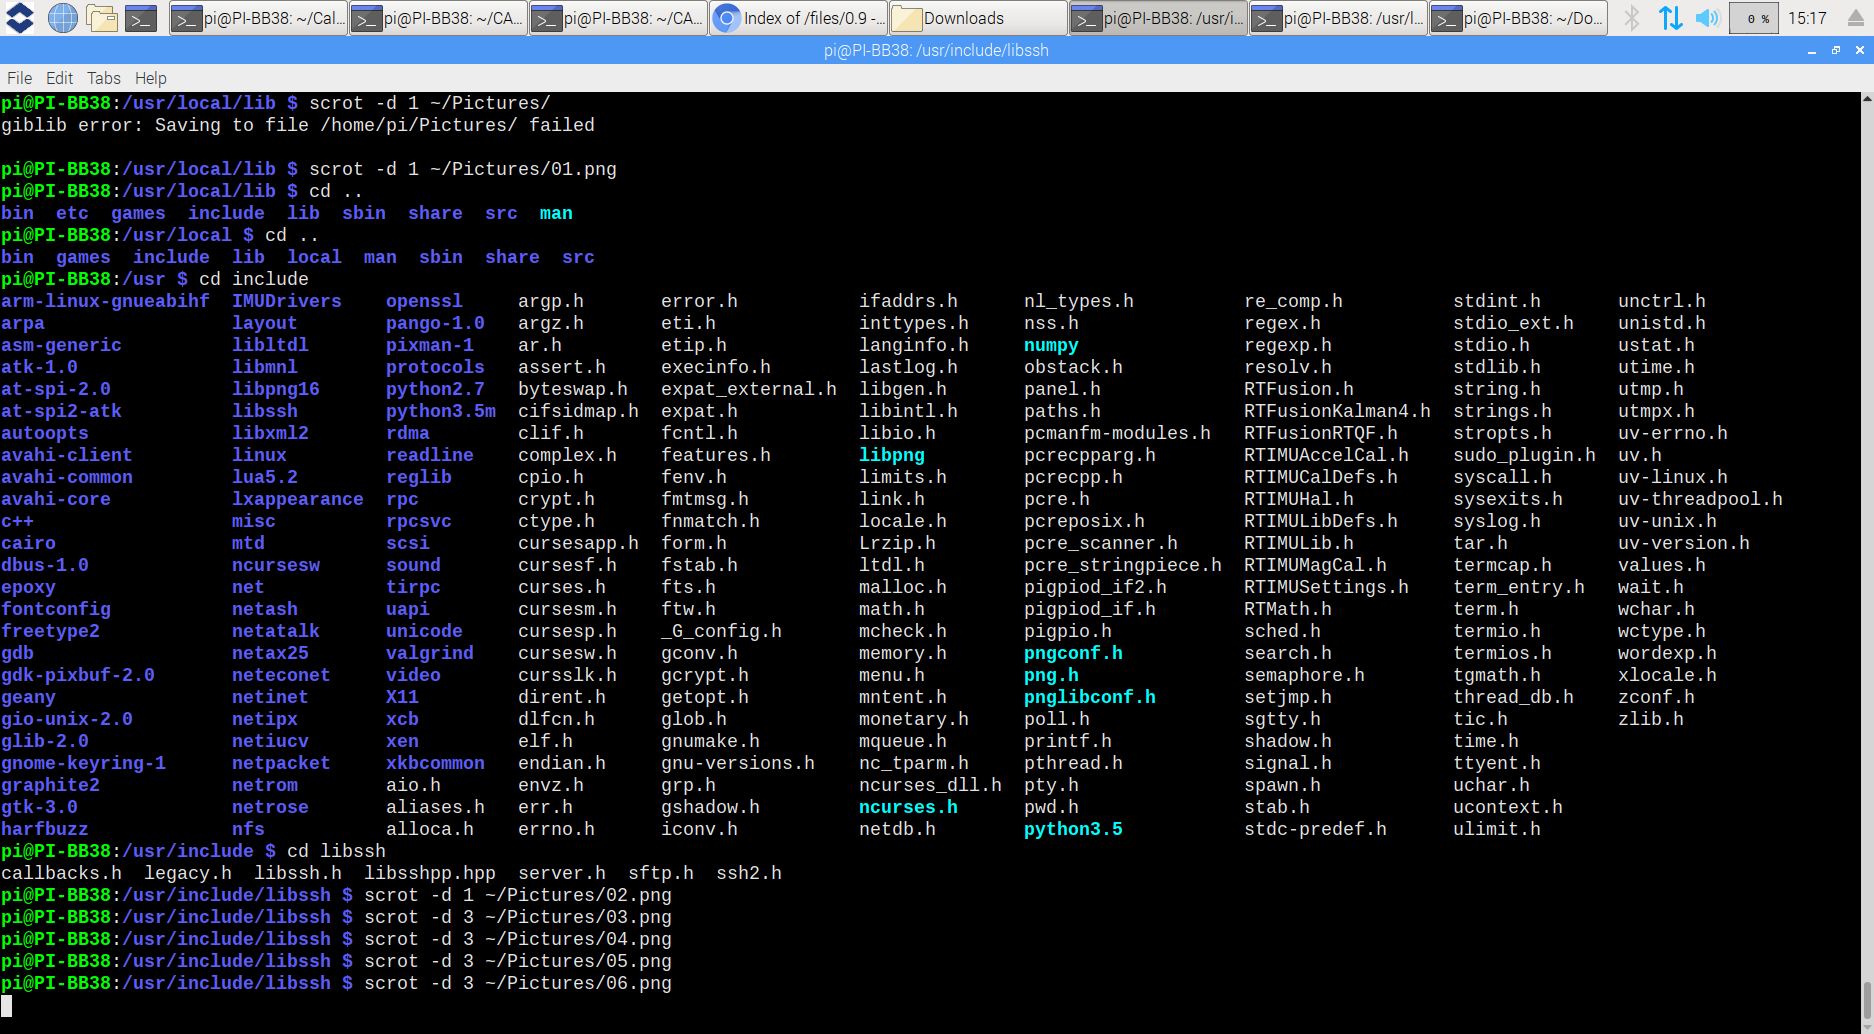 pi@PI-BB38: ~/Cal... pi@PI-BB38: ~/CA... pi@PI-BB38: ~/CA... Index of /files/0.9 -... Downloads pi@PI-BB38: /usr/i... pi@PI-BB38: /usr/l... pi@PI-BB38: ~/Do... 0 % 15:17
pi@PI-BB38: /usr/include/libssh
File Edit Tabs Help
pi@PI-BB38:/usr/local/lib $ scrot -d 1 ~/Pictures/
giblib error: Saving to file /home/pi/Pictures/ failed
pi@PI-BB38:/usr/local/lib $ scrot -d 1 ~/Pictures/01.png
pi@PI-BB38:/usr/local/lib $ cd ..
bin etc games include lib sbin share src man
pi@PI-BB38:/usr/local $ cd ..
bin games include lib local man sbin share src
pi@PI-BB38:/usr $ cd include
arm-linux-gnueabihf IMUDrivers openssl argp.h error.h ifaddrs.h nl_types.h re_comp.h stdint.h unctrl.h
arpa layout pango-1.0 argz.h eti.h inttypes.h nss.h regex.h stdio_ext.h unistd.h
asm-generic libltdl pixman-1 ar.h etip.h langinfo.h numpy regexp.h stdio.h ustat.h
atk-1.0 libmnl protocols assert.h execinfo.h lastlog.h obstack.h resolv.h stdlib.h utime.h
at-spi-2.0 libpng16 python2.7 byteswap.h expat_external.h libgen.h panel.h RTFusion.h string.h utmp.h
at-spi2-atk libssh python3.5m cifsidmap.h expat.h libintl.h paths.h RTFusionKalman4.h strings.h utmpx.h
autoopts libxml2 rdma clif.h fcntl.h libio.h pcmanfm-modules.h RTFusionRTQF.h stropts.h uv-errno.h
avahi-client linux readline complex.h features.h libpng pcrecpparg.h RTIMUAccelCal.h sudo_plugin.h uv.h
avahi-common lua5.2 reglib cpio.h fenv.h limits.h pcrecpp.h RTIMUCalDefs.h syscall.h uv-linux.h
avahi-core lxappearance rpc crypt.h fmtmsg.h link.h pcre.h RTIMUHal.h sysexits.h uv-threadpool.h
c++ misc rpcsvc ctype.h fnmatch.h locale.h pcreposix.h RTIMULibDefs.h syslog.h uv-unix.h
cairo mtd scsi cursesapp.h form.h Lrzip.h pcre_scanner.h RTIMULib.h tar.h uv-version.h
dbus-1.0 ncursesw sound cursesf.h fstab.h ltdl.h pcre_stringpiece.h RTIMUMagCal.h termcap.h values.h
epoxy net tirpc curses.h fts.h malloc.h pigpiod_if2.h RTIMUSettings.h term_entry.h wait.h
fontconfig netash uapi cursesm.h ftw.h math.h pigpiod_if.h RTMath.h term.h wchar.h
freetype2 netatalk unicode cursesp.h _G_config.h mcheck.h pigpio.h sched.h termio.h wctype.h
gdb netax25 valgrind cursesw.h gconv.h memory.h pngconf.h search.h termios.h wordexp.h
gdk-pixbuf-2.0 neteconet video cursslk.h gcrypt.h menu.h png.h semaphore.h tgmath.h xlocale.h
geany netinet X11 dirent.h getopt.h mntent.h pnglibconf.h setjmp.h thread_db.h zconf.h
gio-unix-2.0 netipx xcb dlfcn.h glob.h monetary.h poll.h sgtty.h tic.h zlib.h
glib-2.0 netiucv xen elf.h gnumake.h mqueue.h printf.h shadow.h time.h
gnome-keyring-1 netpacket xkbcommon endian.h gnu-versions.h nc_tparm.h pthread.h signal.h ttyent.h
graphite2 netrom aio.h envz.h grp.h ncurses_dll.h pty.h spawn.h uchar.h
gtk-3.0 netrose aliases.h err.h gshadow.h ncurses.h pwd.h stab.h ucontext.h
harfbuzz nfs alloca.h errno.h iconv.h netdb.h python3.5 stdc-predef.h ulimit.h
pi@PI-BB38:/usr/include $ cd libssh
callbacks.h legacy.h libssh.h libsshpp.hpp server.h sftp.h ssh2.h
pi@PI-BB38:/usr/include/libssh $ scrot -d 1 ~/Pictures/02.png
pi@PI-BB38:/usr/include/libssh $ scrot -d 3 ~/Pictures/03.png
pi@PI-BB38:/usr/include/libssh $ scrot -d 3 ~/Pictures/04.png
pi@PI-BB38:/usr/include/libssh $ scrot -d 3 ~/Pictures/05.png
pi@PI-BB38:/usr/include/libssh $ scrot -d 3 ~/Pictures/06.png